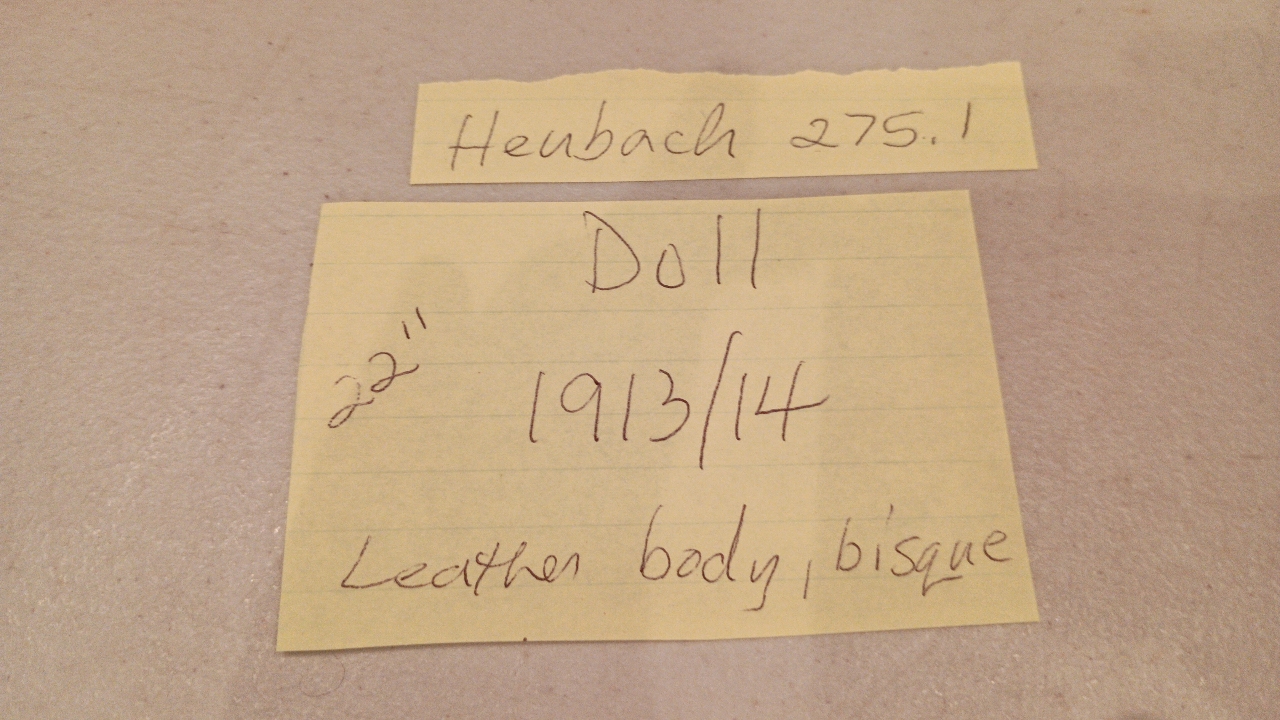 Heubach 275.1
Doll
22"
1913/14
Leather body, bisque